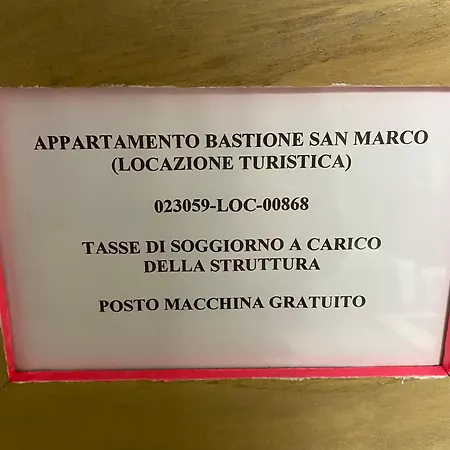 APPARTAMENTO BASTIONE SAN MARCO
(LOCAZIONE TURISTICA)
023059-LOC-00868
TASSE DI SOGGIORNO A CARICO
DELLA STRUTTURA
POSTO MACCHINA GRATUITO